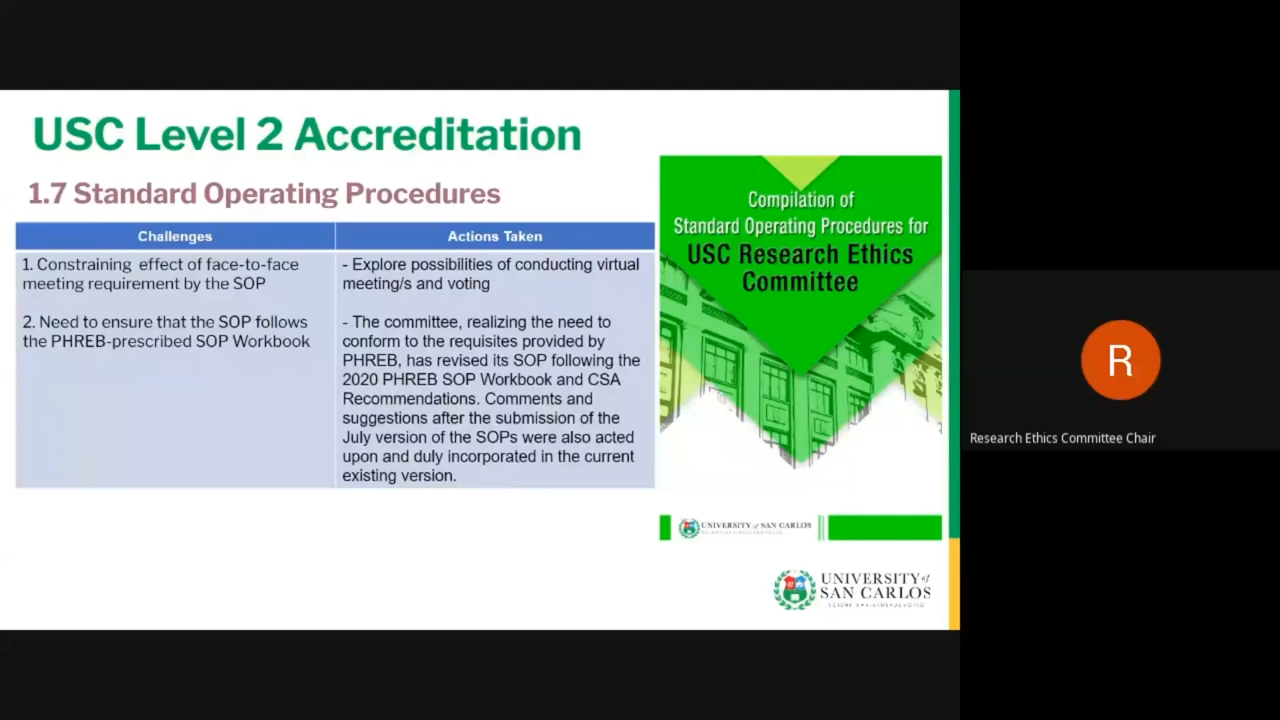 USC Level 2 Accreditation
1.7 Standard Operating Procedures
Challenges
Actions Taken
1. Constraining effect of face-to-face
meeting requirement by the SOP
2. Need to ensure that the SOP follows
the PHREB-prescribed SOP Workbook
- Explore possibilities of conducting virtual
meeting/s and voting
- The committee, realizing the need to
conform to the requisites provided by
PHREB, has revised its SOP following the
2020 PHREB SOP Workbook and CSA
Recommendations. Comments and
suggestions after the submission of the
July version of the SOPs were also acted
upon and duly incorporated in the current
existing version.
Compilation of
Standard Operating Procedures for
USC Research Ethics
Committee
UNIVERSITY of SAN CARLOS
UNIVERSITY of
SAN CARLOS
R
Research Ethics Committee Chair